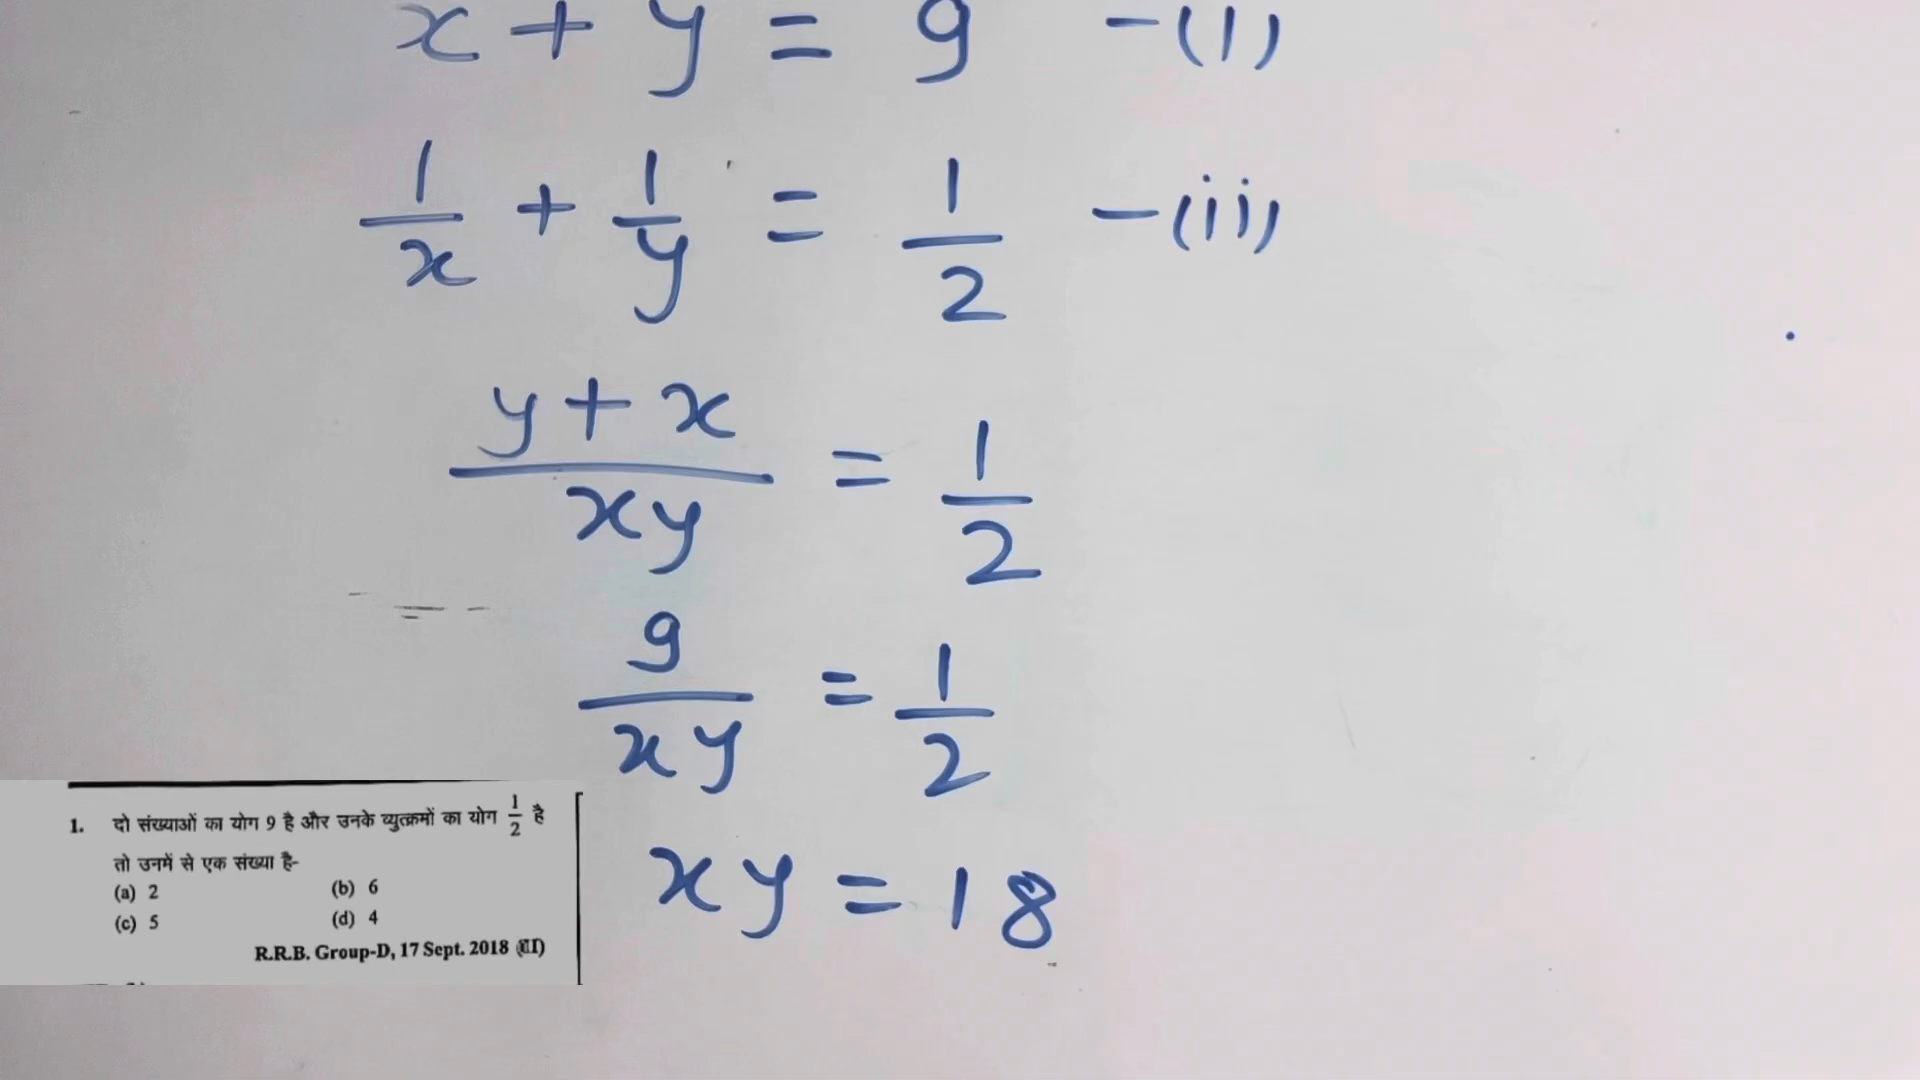 x + y = 9 -(i)
1/x + 1/y = 1/2 -(ii)
y + x / xy = 1/2
9 / xy = 1/2
xy = 18
1. दो संख्याओं का योग 9 है और उनके व्युत्क्रमों का योग 1/2 है
तो उनमें से एक संख्या है-
(a) 2 (b) 6
(c) 5 (d) 4
R.R.B. Group-D, 17 Sept. 2018